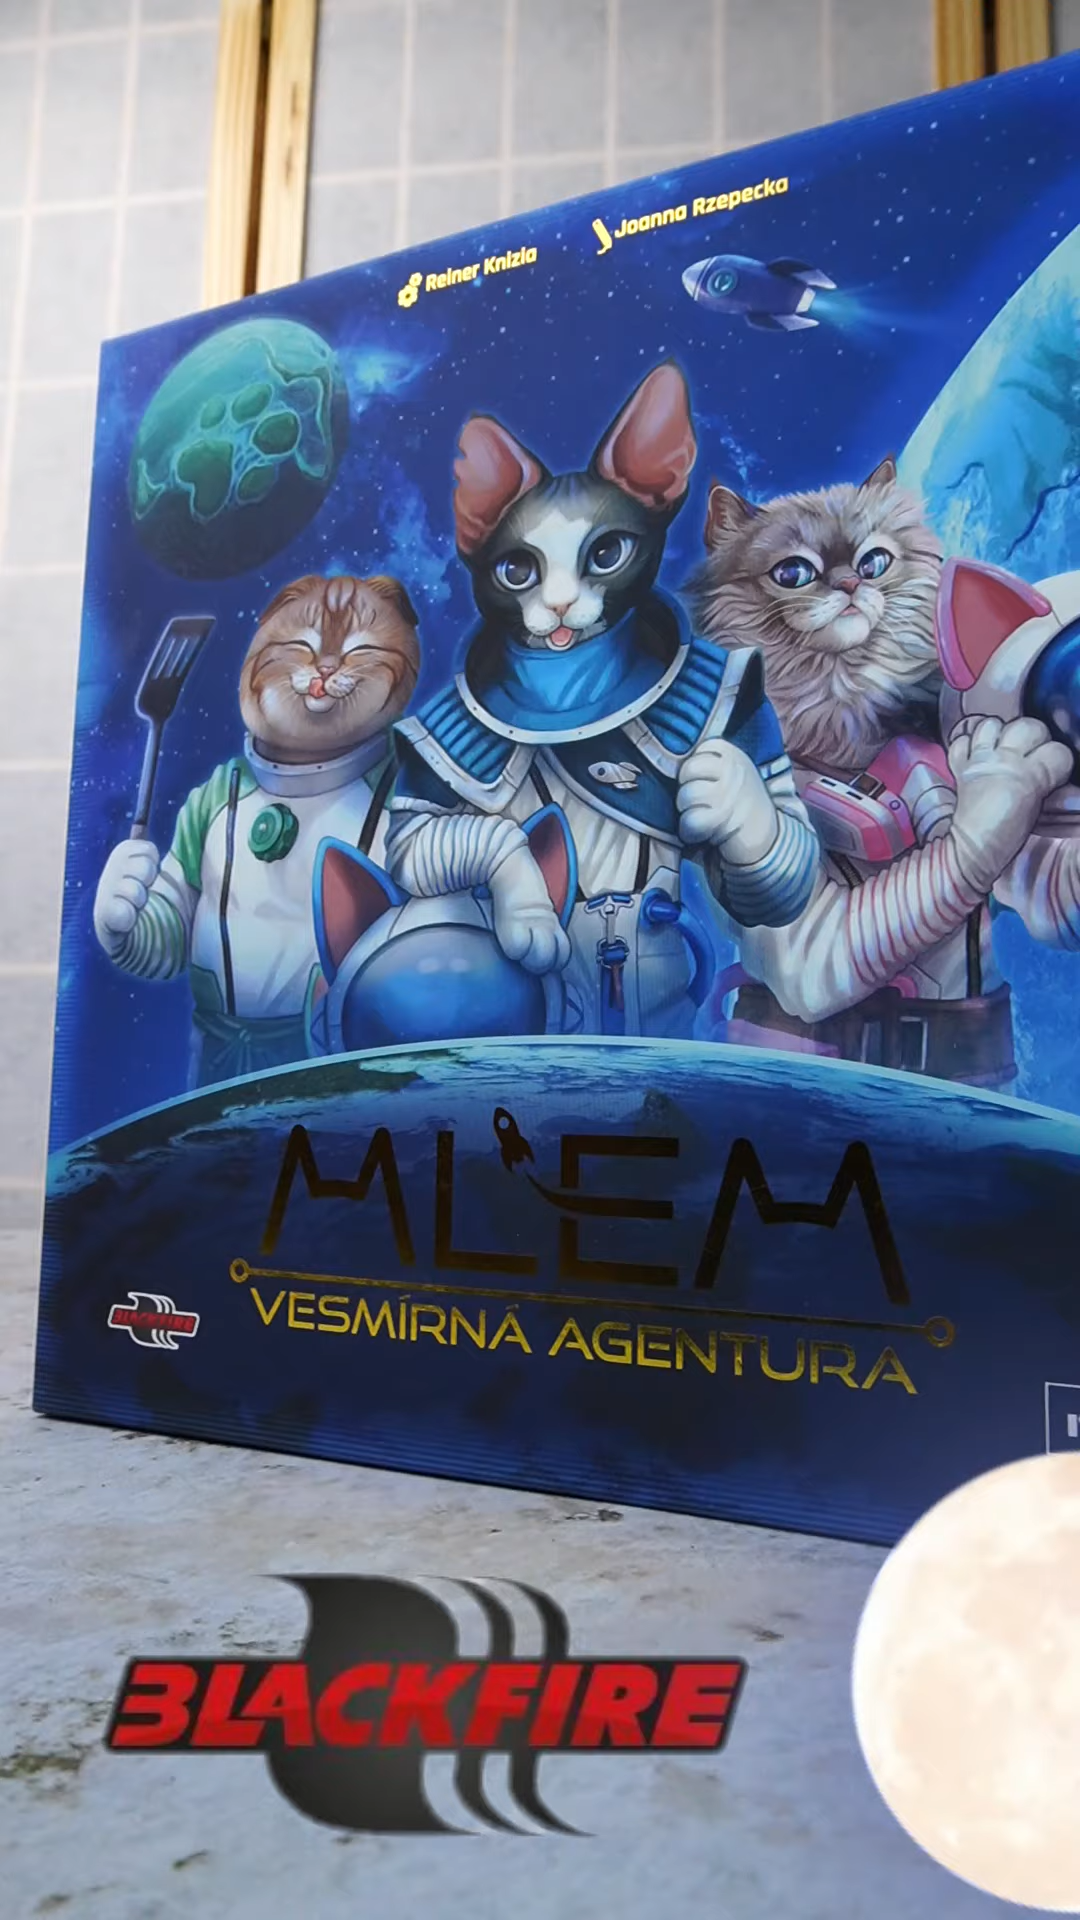 Reiner Knizia
Joanna Rzepecka
MLEM
VESMÍRNÁ AGENTURA
BLACKFIRE
BLACKFIRE